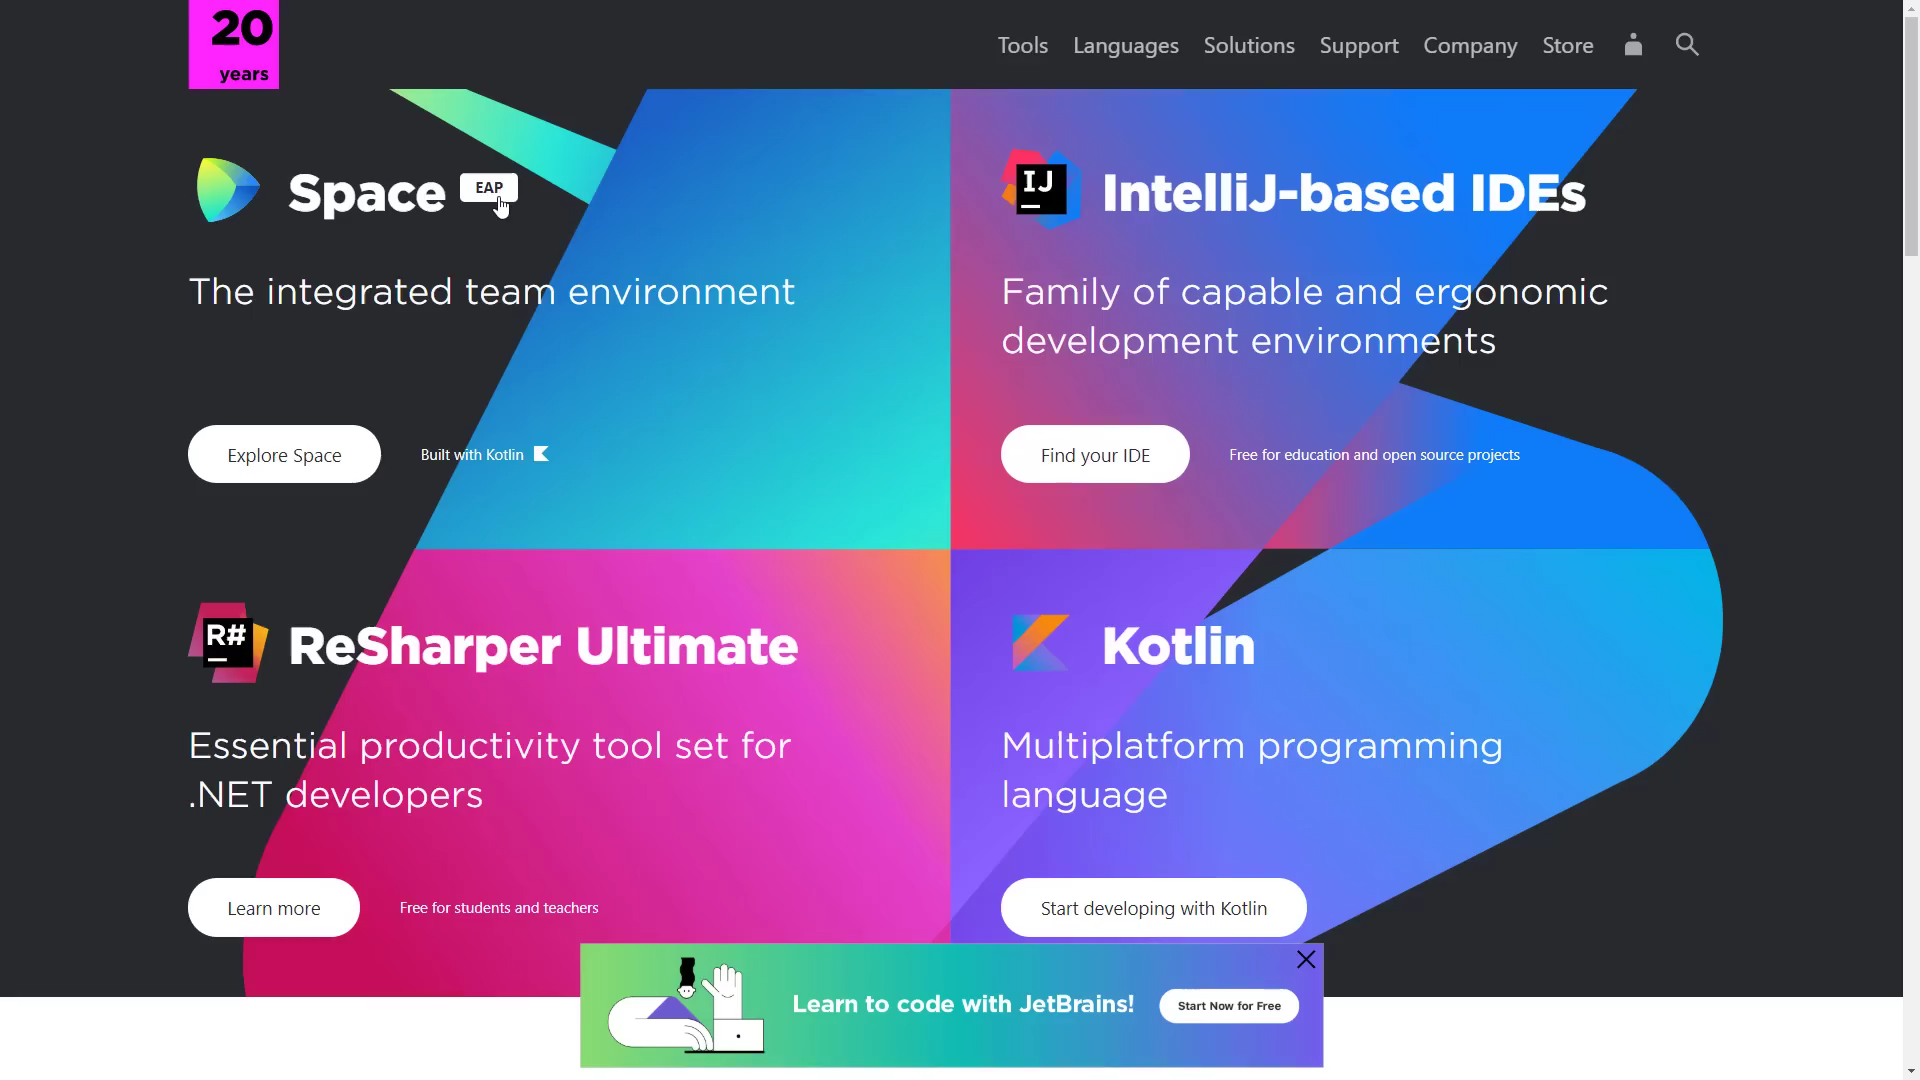 20
years
Tools Languages Solutions Support Company Store
Space EAP
The integrated team environment
Explore Space Built with Kotlin
IJ
IntelliJ-based IDEs
Family of capable and ergonomic
development environments
Find your IDE Free for education and open source projects
R#
ReSharper Ultimate
Essential productivity tool set for
.NET developers
Learn more Free for students and teachers
Kotlin
Multiplatform programming
language
Start developing with Kotlin
Learn to code with JetBrains! Start Now for Free